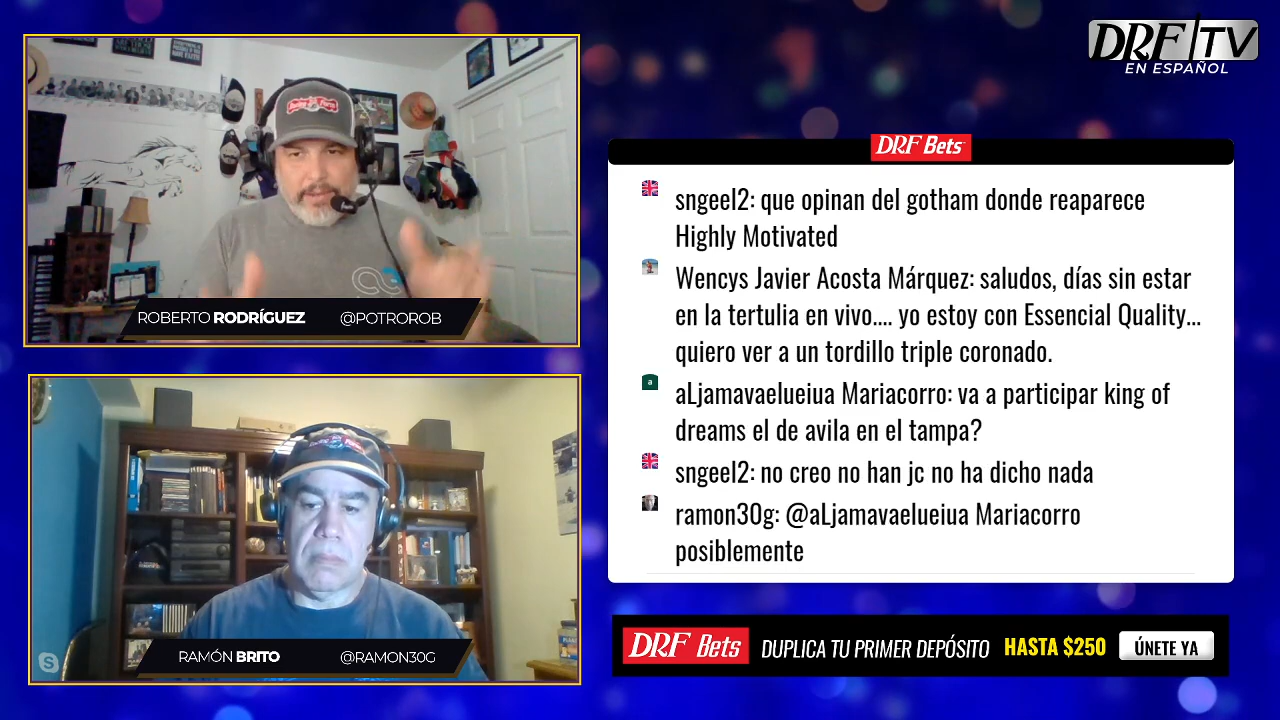 DRF TV
EN ESPAÑOL
DRF Bets
sngeel2: que opinan del gotham donde reaparece
Highly Motivated
Wencys Javier Acosta Márquez: saludos, días sin estar
en la tertulia en vivo.... yo estoy con Essencial Quality...
quiero ver a un tordillo triple coronado.
a
aLjamavaelueiua Mariacorro: va a participar king of
dreams el de avila en el tampa?
sngeel2: no creo no han jc no ha dicho nada
ramon30g: @aLjamavaelueiua Mariacorro
posiblemente
ROBERTO RODRÍGUEZ @POTROROB
RAMÓN BRITO @RAMON30G
DRF Bets DUPLICA TU PRIMER DEPÓSITO HASTA $250 ÚNETE YA